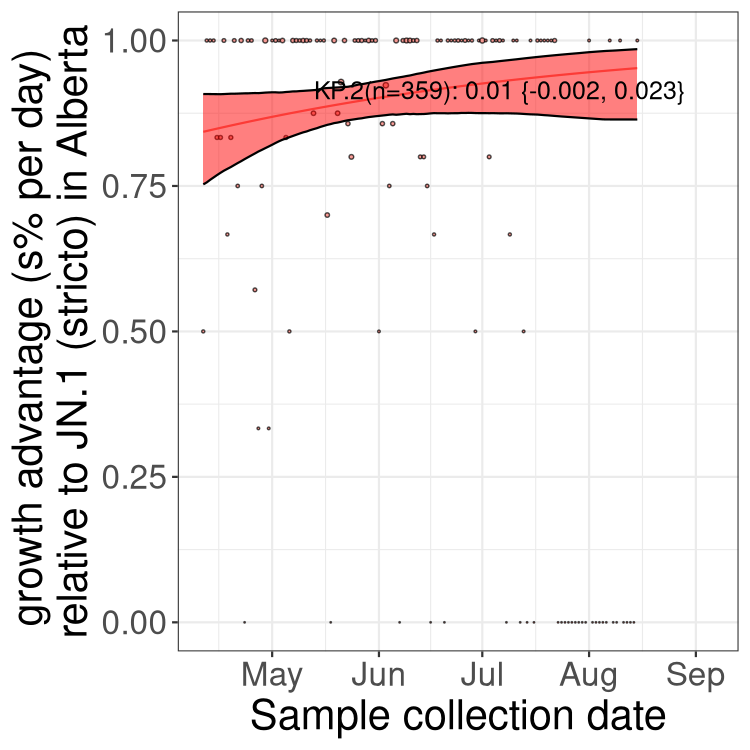 growth advantage (s% per day)
relative to JN.1 (stricto) in Alberta
1.00
0.75
0.50
0.25
0.00
KP.2(n=359): 0.01 {-0.002, 0.023}
May Jun Jul Aug Sep
Sample collection date